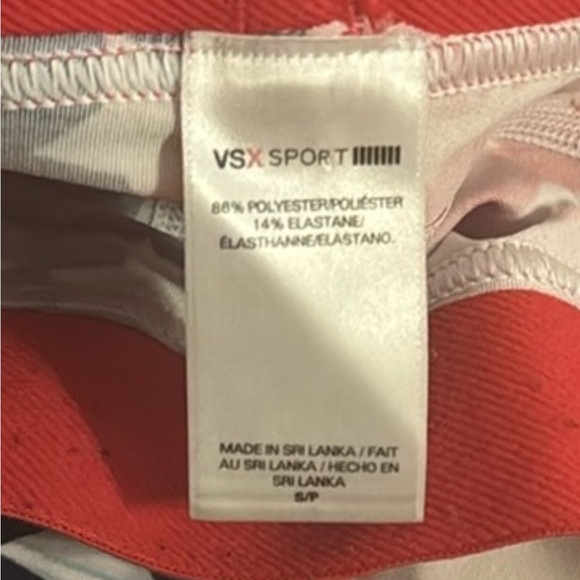 VSX SPORT
86% POLYESTER/POLIÉSTER
14% ELASTANE/
ÉLASTHANNE/ELASTANO.
MADE IN SRI LANKA / FAIT
AU SRI LANKA / HECHO EN
SRI LANKA
S/P